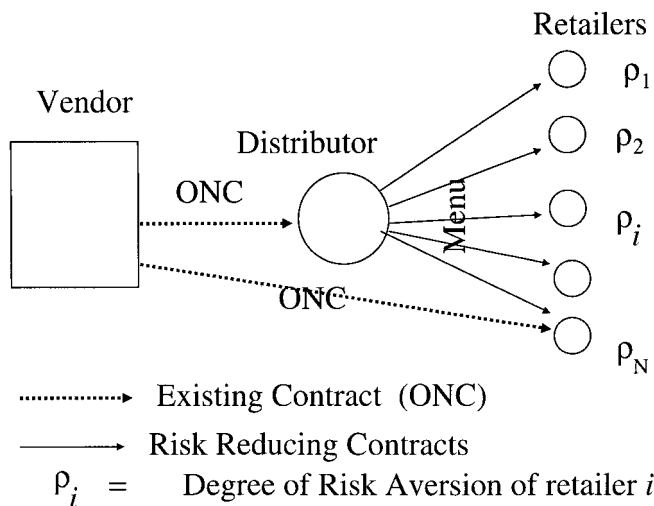 Retailers
ρ1
Vendor
Distributor
ρ2
ONC
Menu
ρi
ONC
ρN
Existing Contract (ONC)
Risk Reducing Contracts
ρi = Degree of Risk Aversion of retailer i